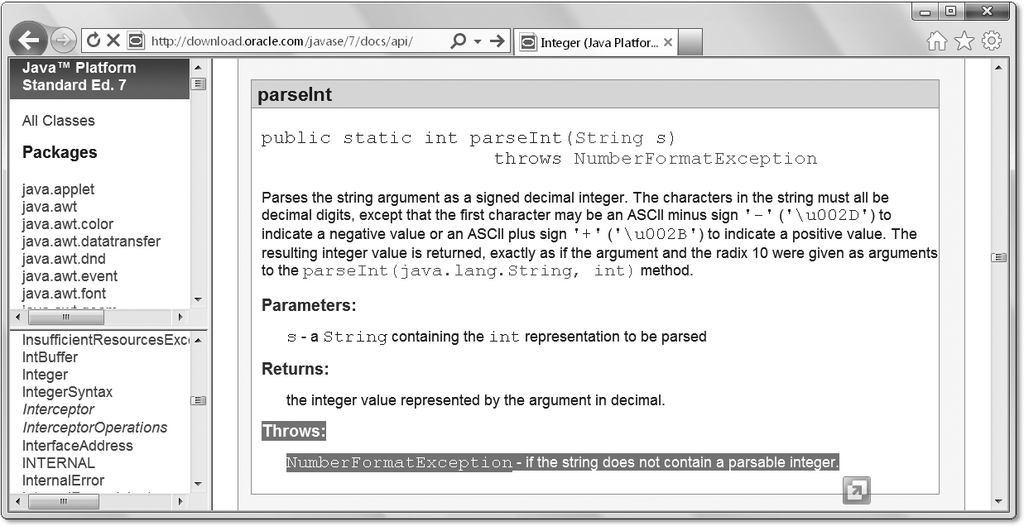 http://download.oracle.com/javase/7/docs/api/
Integer (Java Platfor...
Java™ Platform
Standard Ed. 7
All Classes
Packages
java.applet
java.awt
java.awt.color
java.awt.datatransfer
java.awt.dnd
java.awt.event
java.awt.font
InsufficientResourcesExc
IntBuffer
Integer
IntegerSyntax
Interceptor
InterceptorOperations
InterfaceAddress
INTERNAL
InternalError
parseInt
public static int parseInt(String s)
throws NumberFormatException
Parses the string argument as a signed decimal integer. The characters in the string must all be
decimal digits, except that the first character may be an ASCII minus sign '-' ('\u002D') to
indicate a negative value or an ASCII plus sign '+' ('\u002B') to indicate a positive value. The
resulting integer value is returned, exactly as if the argument and the radix 10 were given as arguments
to the parseInt(java.lang.String, int) method.
Parameters:
s - a String containing the int representation to be parsed
Returns:
the integer value represented by the argument in decimal.
Throws:
NumberFormatException - if the string does not contain a parsable integer.